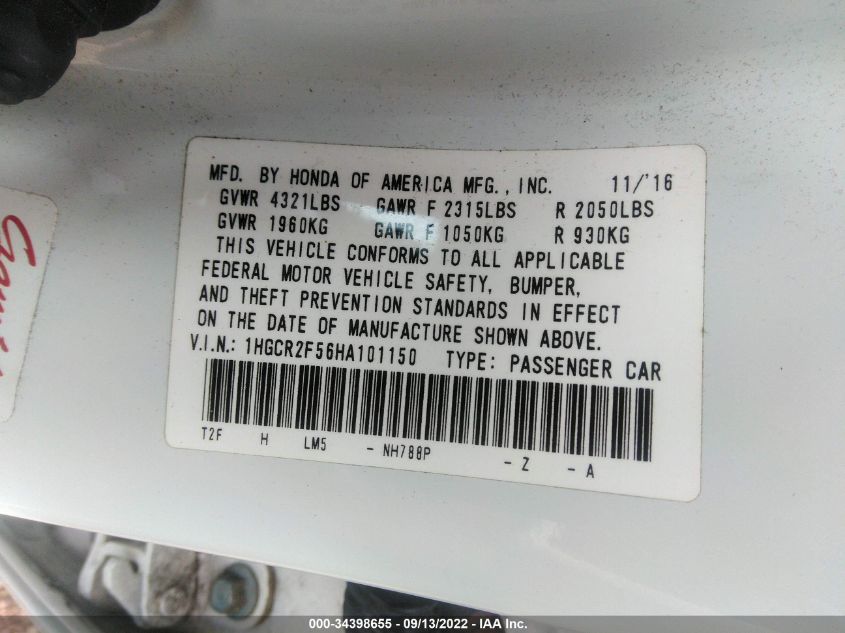 MFD. BY HONDA OF AMERICA MFG., INC. 11/'16
GVWR 4321LBS GAWR F 2315LBS R 2050LBS
GVWR 1960KG GAWR F 1050KG R 930KG
THIS VEHICLE CONFORMS TO ALL APPLICABLE
FEDERAL MOTOR VEHICLE SAFETY, BUMPER,
AND THEFT PREVENTION STANDARDS IN EFFECT
ON THE DATE OF MANUFACTURE SHOWN ABOVE.
V.I.N.: 1HGCR2F56HA101150 TYPE: PASSENGER CAR
T2F H LM5 - NH788P - Z - A
000-34398655 - 09/13/2022 - IAA Inc.